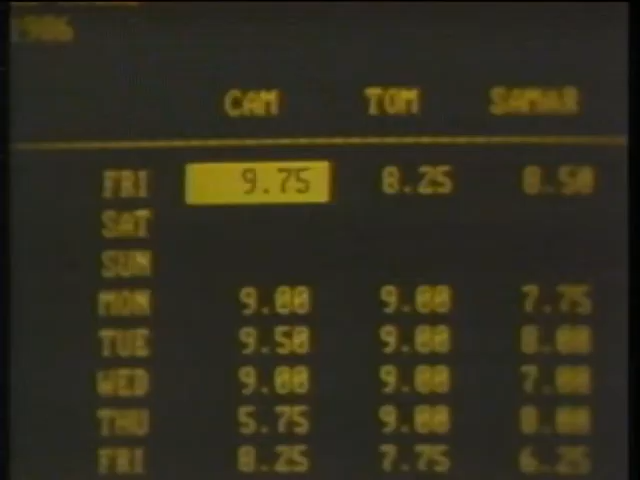 1986
CAM TOM SAMAR
FRI 9.75 8.25 8.50
SAT
SUN
MON 9.00 9.00 7.75
TUE 9.50 9.00 8.00
WED 9.00 9.00 7.00
THU 5.75 9.00 8.00
FRI 8.25 7.75 6.25